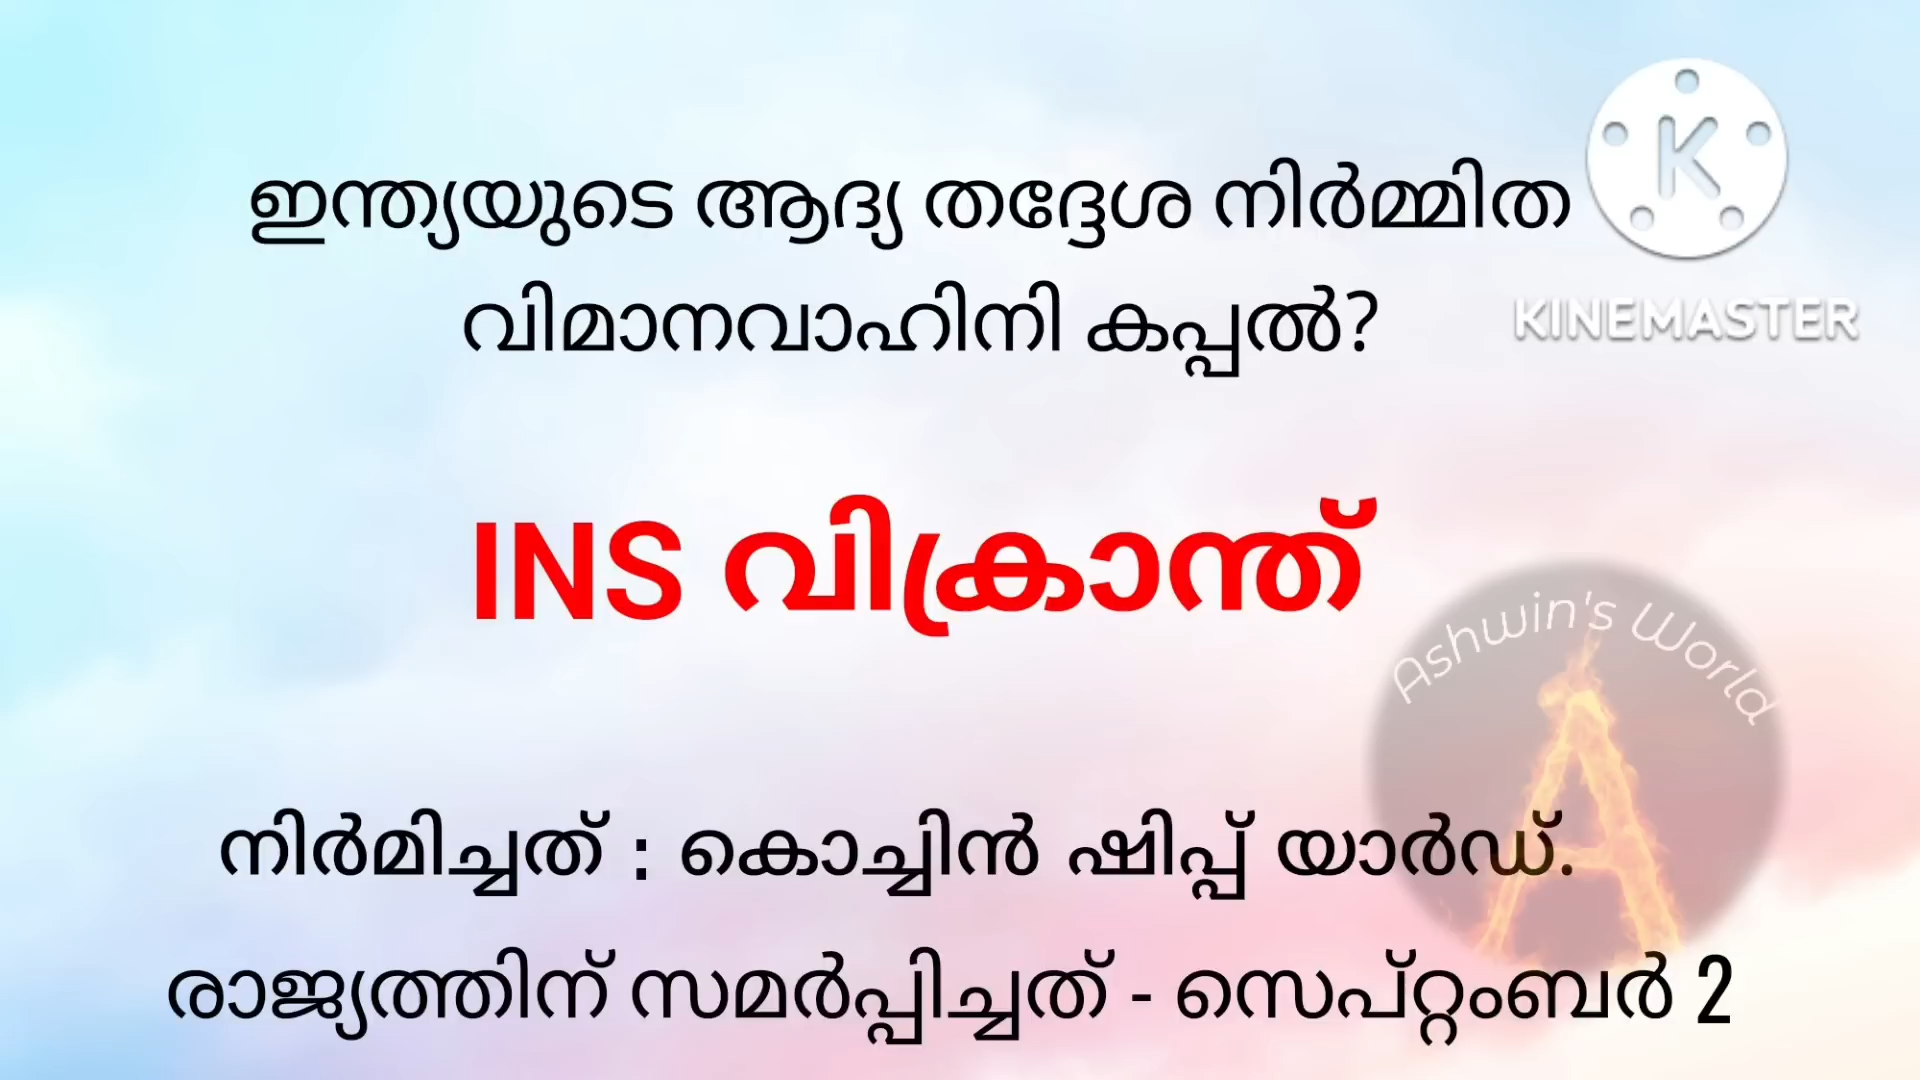 ഇന്ത്യയുടെ ആദ്യ തദ്ദേശ നിർമ്മിത
വിമാനവാഹിനി കപ്പൽ?
K
KINEMASTER
INS വിക്രാന്ത്
Ashwin's World
A
നിർമിച്ചത് : കൊച്ചിൻ ഷിപ്പ് യാർഡ്.
രാജ്യത്തിന് സമർപ്പിച്ചത് - സെപ്റ്റംബർ 2